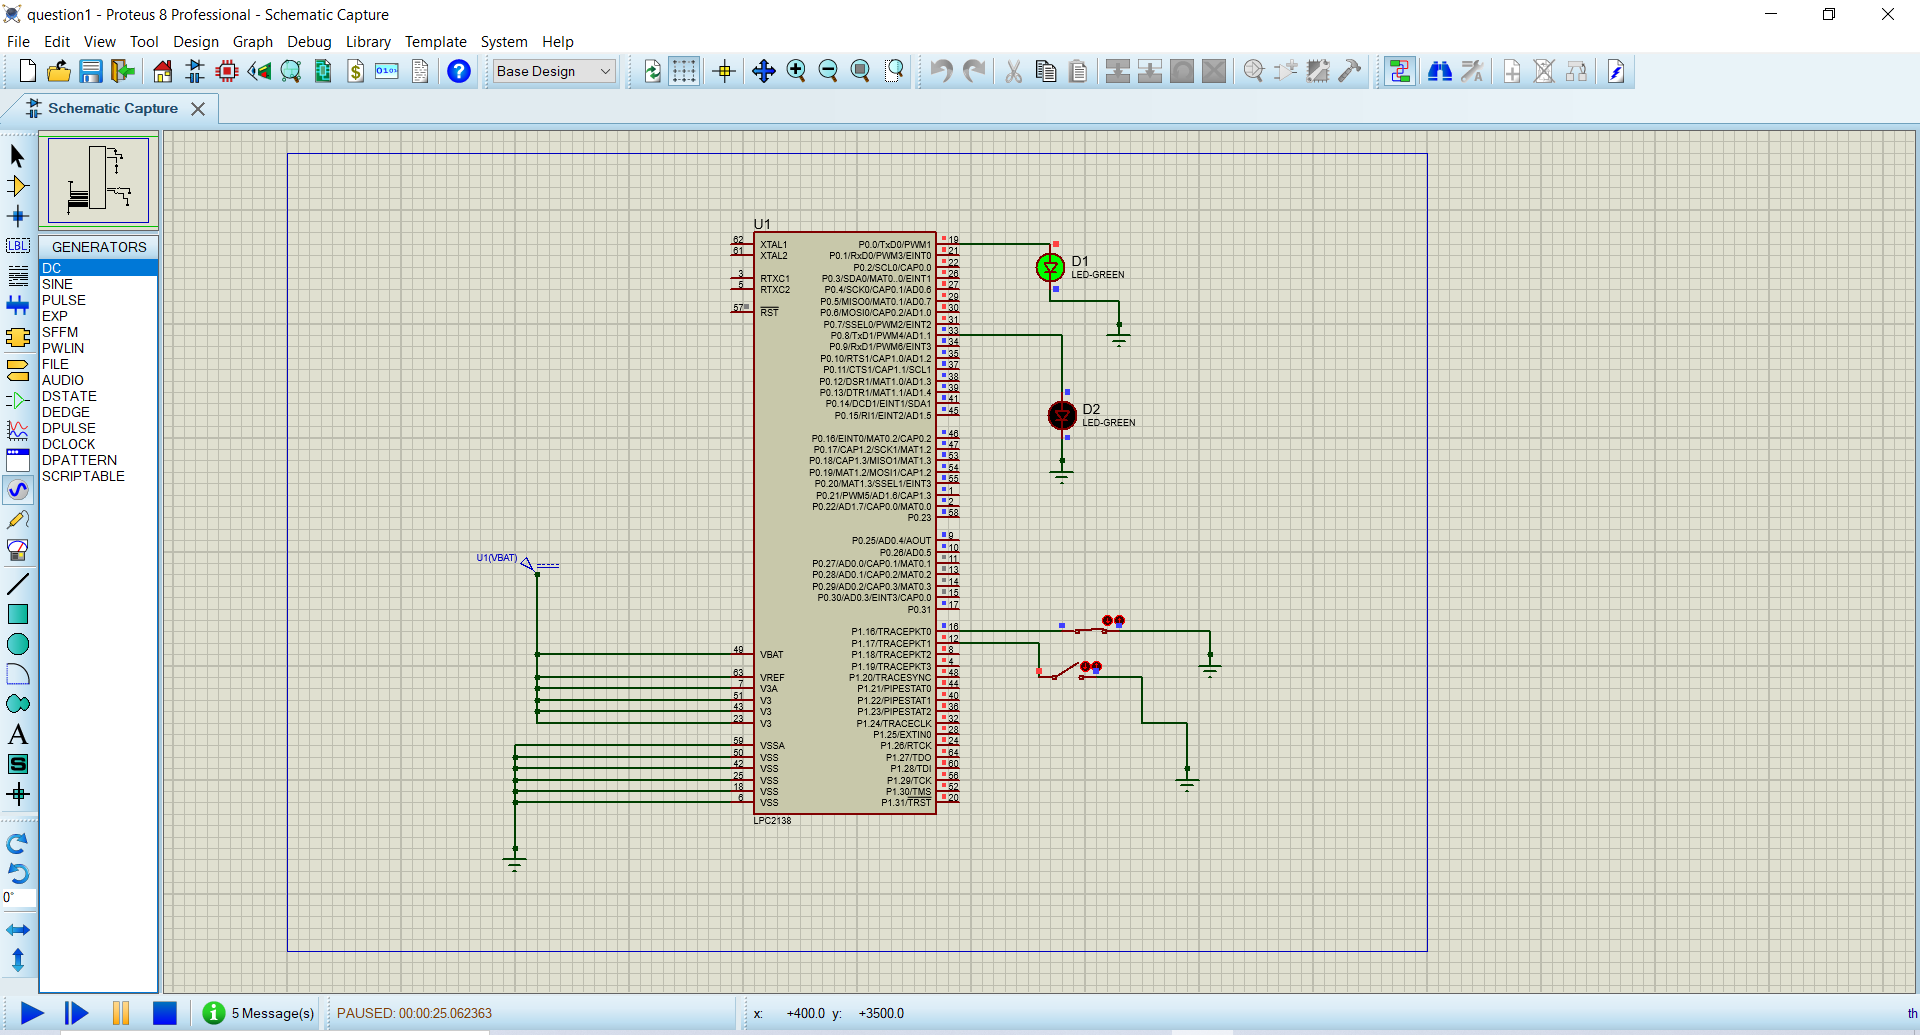 question1 - Proteus 8 Professional - Schematic Capture
File Edit View Tool Design Graph Debug Library Template System Help
Base Design
Schematic Capture
GENERATORS
DC
SINE
PULSE
EXP
SFFM
PWLIN
FILE
AUDIO
DSTATE
DEDGE
DPULSE
DCLOCK
DPATTERN
SCRIPTABLE
LBL
A
S
0°
U1
62 XTAL1
61 XTAL2
3 RTXC1
5 RTXC2
57 RST
49 VBAT
63 VREF
7 V3A
51 V3
43 V3
23 V3
59 VSSA
50 VSS
42 VSS
25 VSS
18 VSS
6 VSS
LPC2138
P0.0/TxD0/PWM1 19
P0.1/RxD0/PWM3/EINT0 21
P0.2/SCL0/CAP0.0 22
P0.3/SDA0/MAT0..0/EINT1 26
P0.4/SCK0/CAP0.1/AD0.6 27
P0.5/MISO0/MAT0.1/AD0.7 29
P0.6/MOSI0/CAP0.2/AD1.0 30
P0.7/SSEL0/PWM2/EINT2 31
P0.8/TxD1/PWM4/AD1.1 33
P0.9/RxD1/PWM6/EINT3 34
P0.10/RTS1/CAP1.0/AD1.2 35
P0.11/CTS1/CAP1.1/SCL1 37
P0.12/DSR1/MAT1.0/AD1.3 38
P0.13/DTR1/MAT1.1/AD1.4 39
P0.14/DCD1/EINT1/SDA1 41
P0.15/RI1/EINT2/AD1.5 45
P0.16/EINT0/MAT0.2/CAP0.2 46
P0.17/CAP1.2/SCK1/MAT1.2 47
P0.18/CAP1.3/MISO1/MAT1.3 53
P0.19/MAT1.2/MOSI1/CAP1.2 54
P0.20/MAT1.3/SSEL1/EINT3 55
P0.21/PWM5/AD1.6/CAP1.3 1
P0.22/AD1.7/CAP0.0/MAT0.0 2
P0.23 58
P0.25/AD0.4/AOUT 9
P0.26/AD0.5 10
P0.27/AD0.0/CAP0.1/MAT0.1 11
P0.28/AD0.1/CAP0.2/MAT0.2 13
P0.29/AD0.2/CAP0.3/MAT0.3 14
P0.30/AD0.3/EINT3/CAP0.0 15
P0.31 17
P1.16/TRACEPKT0 16
P1.17/TRACEPKT1 12
P1.18/TRACEPKT2 8
P1.19/TRACEPKT3 4
P1.20/TRACESYNC 48
P1.21/PIPESTAT0 44
P1.22/PIPESTAT1 40
P1.23/PIPESTAT2 36
P1.24/TRACECLK 32
P1.25/EXTIN0 28
P1.26/RTCK 24
P1.27/TDO 64
P1.28/TDI 60
P1.29/TCK 56
P1.30/TMS 52
P1.31/TRST 20
D1
LED-GREEN
D2
LED-GREEN
U1(VBAT)
5 Message(s)
PAUSED: 00:00:25.062363
x: +400.0 y: +3500.0
th